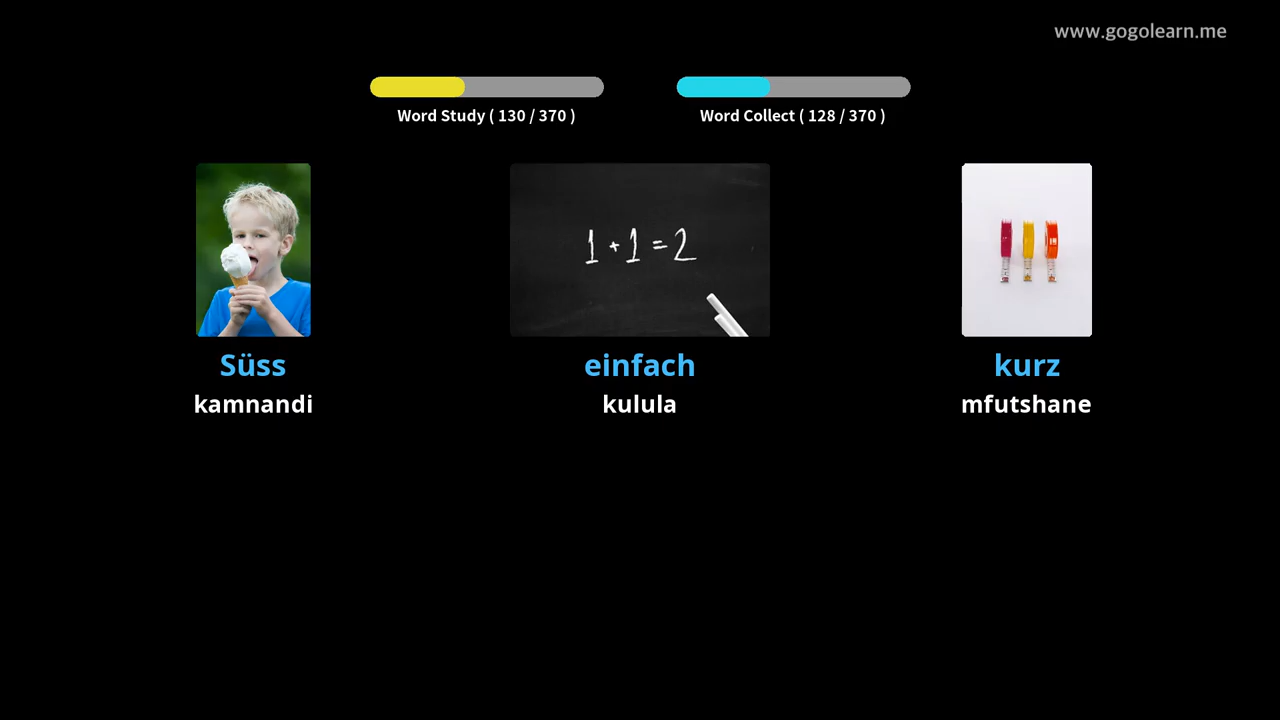 www.gogolearn.me
Word Study ( 130 / 370 )
Word Collect ( 128 / 370 )
1 + 1 = 2
Süss
einfach
kurz
kamnandi
kulula
mfutshane